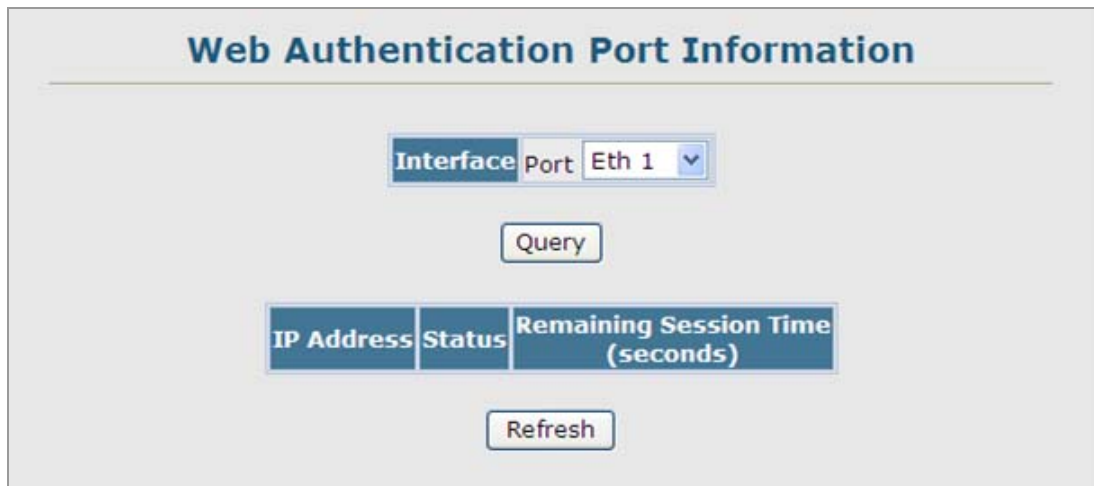 Web Authentication Port Information
Interface Port Eth 1
Query
IP Address Status Remaining Session Time
(seconds)
Refresh